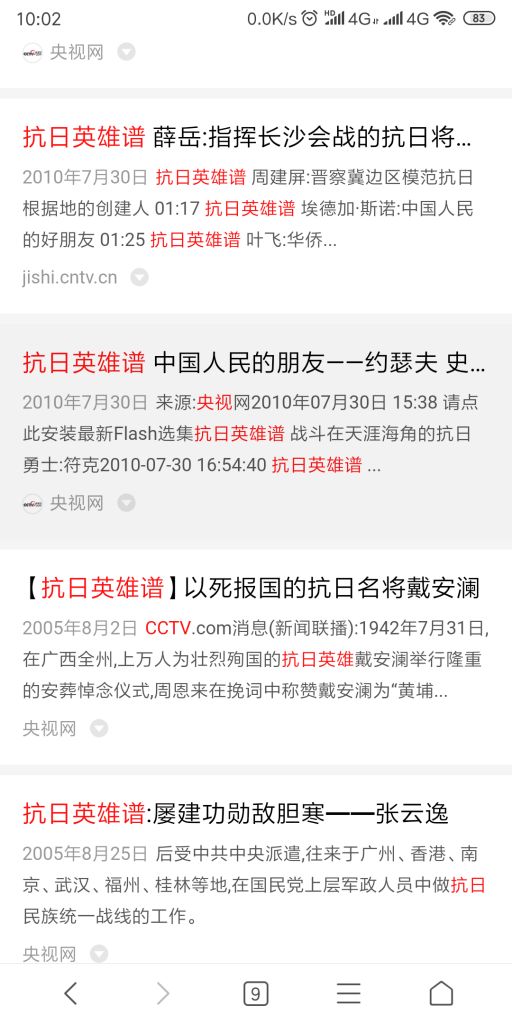 10:02 0.0K/s HD 4G 4G 83
央视网
抗日英雄谱 薛岳:指挥长沙会战的抗日将...
2010年7月30日 抗日英雄谱 周建屏:晋察冀边区模范抗日
根据地的创建人 01:17 抗日英雄谱 埃德加·斯诺:中国人民
的好朋友 01:25 抗日英雄谱 叶飞:华侨...
jishi.cntv.cn
抗日英雄谱 中国人民的朋友——约瑟夫 史...
2010年7月30日 来源:央视网2010年07月30日 15:38 请点
此安装最新Flash选集抗日英雄谱 战斗在天涯海角的抗日
勇士:符克2010-07-30 16:54:40 抗日英雄谱 ...
央视网
【抗日英雄谱】以死报国的抗日名将戴安澜
2005年8月2日 CCTV.com消息(新闻联播):1942年7月31日,
在广西全州,上万人为壮烈殉国的抗日英雄戴安澜举行隆重
的安葬悼念仪式,周恩来在挽词中称赞戴安澜为“黄埔...
央视网
抗日英雄谱:屡建功勋敌胆寒——张云逸
2005年8月25日 后受中共中央派遣,往来于广州、香港、南
京、武汉、福州、桂林等地,在国民党上层军政人员中做抗日
民族统一战线的工作。
央视网
9